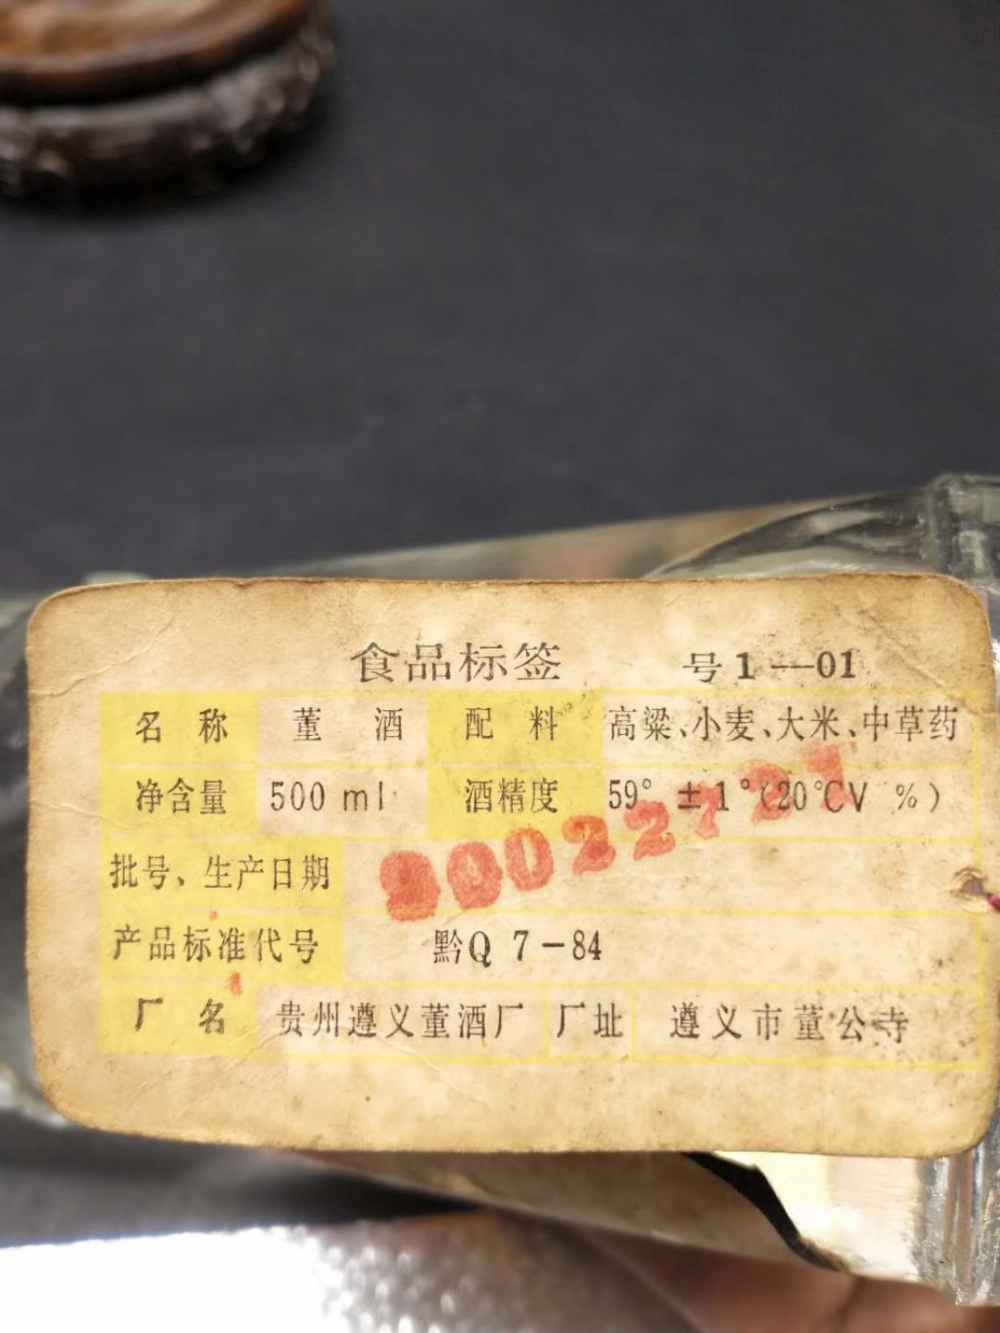 食品标签 号1—01
名称 董酒 配料 高粱、小麦、大米、中草药
净含量 500 ml 酒精度 59° ±1°(20℃V %)
批号、生产日期
产品标准代号 黔Q 7-84
厂名 贵州遵义董酒厂 厂址 遵义市董公寺